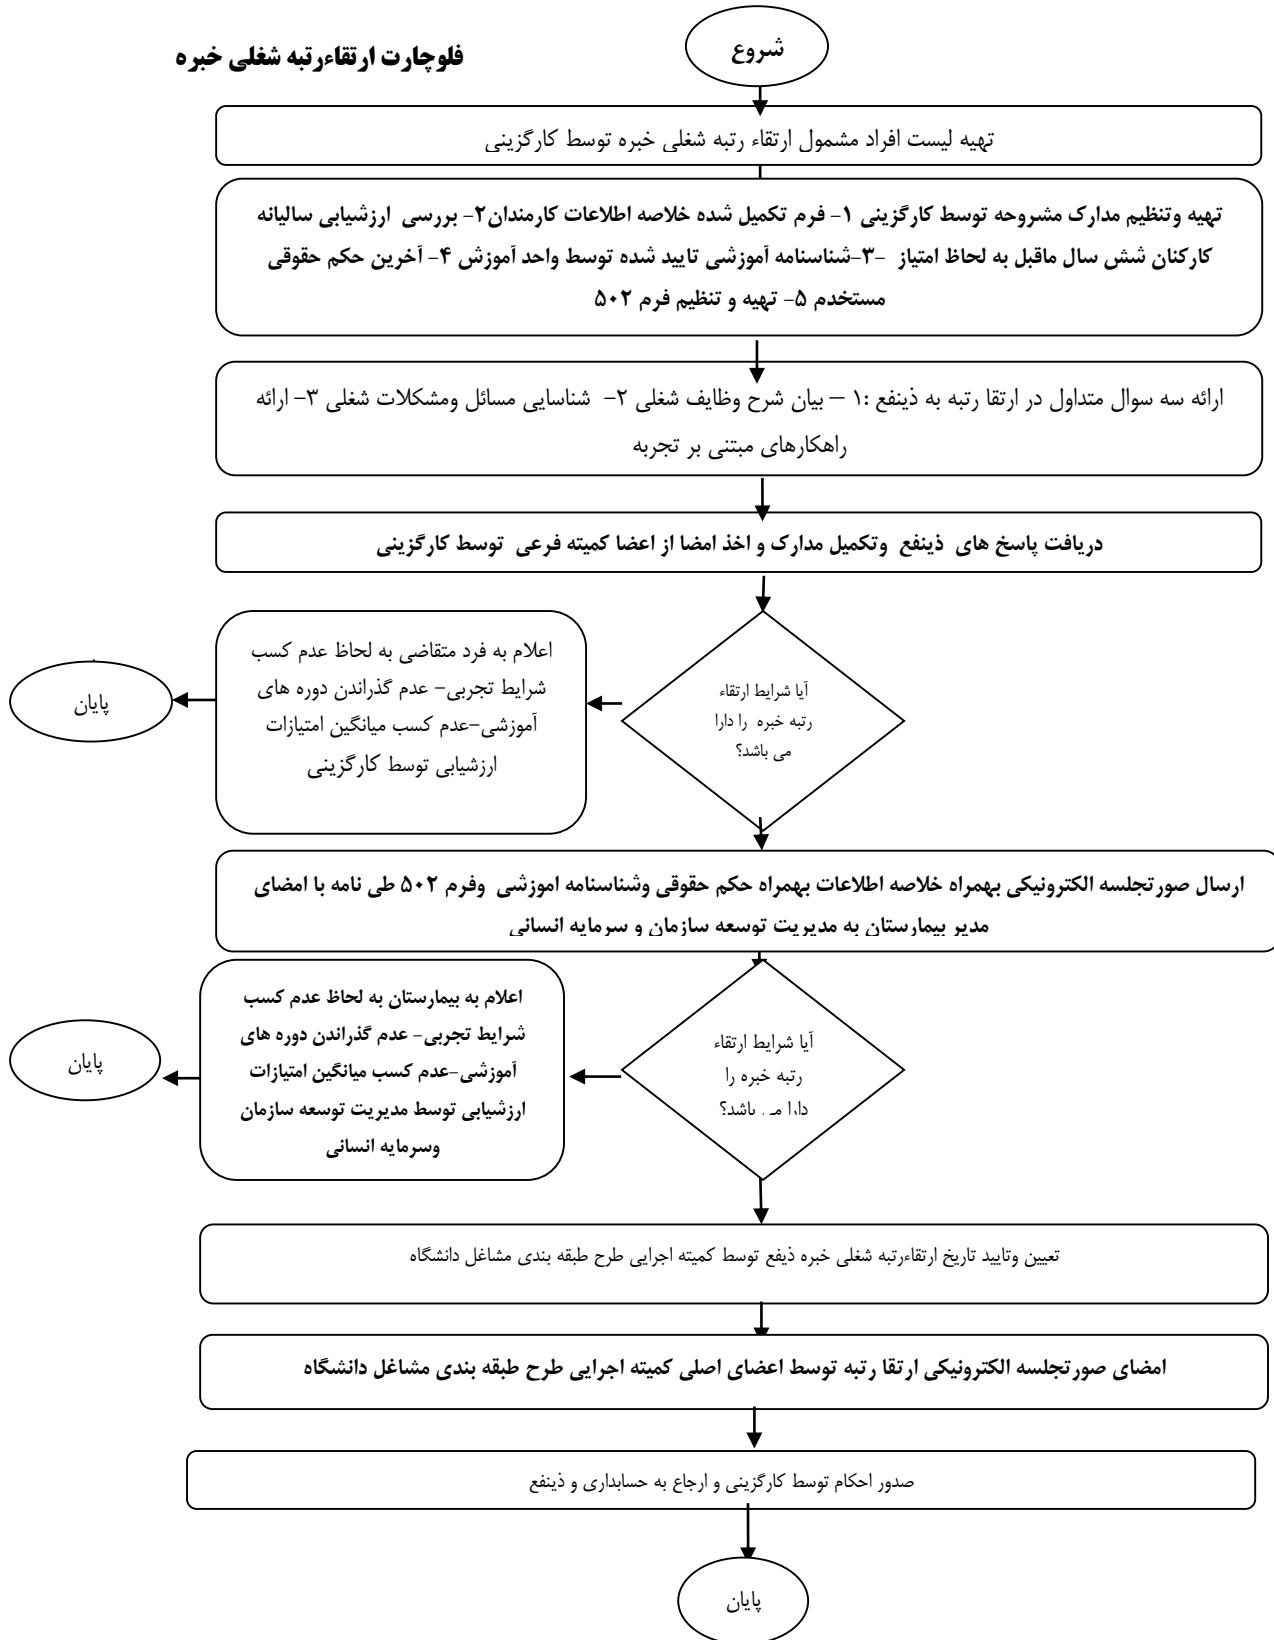 شروع
فلوچارت ارتقاءرتبه شغلی خبره
تهیه لیست افراد مشمول ارتقاء رتبه شغلی خبره توسط کارگزینی
تهیه وتنظیم مدارک مشروحه توسط کارگزینی ۱- فرم تکمیل شده خلاصه اطلاعات کارمندان۲- بررسی ارزشیابی سالیانه
کارکنان شش سال ماقبل به لحاظ امتیاز -۳-شناسنامه آموزشی تایید شده توسط واحد آموزش ۴- آخرین حکم حقوقی
مستخدم ۵- تهیه و تنظیم فرم ۵۰۲
ارائه سه سوال متداول در ارتقا رتبه به ذینفع :۱ – بیان شرح وظایف شغلی ۲- شناسایی مسائل ومشکلات شغلی ۳- ارائه
راهکارهای مبتنی بر تجربه
دریافت پاسخ های ذینفع وتکمیل مدارک و اخذ امضا از اعضا کمیته فرعی توسط کارگزینی
آیا شرایط ارتقاء
رتبه خبره را دارا
می باشد؟
اعلام به فرد متقاضی به لحاظ عدم کسب
شرایط تجربی- عدم گذراندن دوره های
آموزشی-عدم کسب میانگین امتیازات
ارزشیابی توسط کارگزینی
پایان
ارسال صورتجلسه الکترونیکی بهمراه خلاصه اطلاعات بهمراه حکم حقوقی وشناسنامه اموزشی وفرم ۵۰۲ طی نامه با امضای
مدیر بیمارستان به مدیریت توسعه سازمان و سرمایه انسانی
آیا شرایط ارتقاء
رتبه خبره را
دارا می باشد؟
اعلام به بیمارستان به لحاظ عدم کسب
شرایط تجربی- عدم گذراندن دوره های
آموزشی-عدم کسب میانگین امتیازات
ارزشیابی توسط مدیریت توسعه سازمان
وسرمایه انسانی
پایان
تعیین وتایید تاریخ ارتقاءرتبه شغلی خبره ذیفع توسط کمیته اجرایی طرح طبقه بندی مشاغل دانشگاه
امضای صورتجلسه الکترونیکی ارتقا رتبه توسط اعضای اصلی کمیته اجرایی طرح طبقه بندی مشاغل دانشگاه
صدور احکام توسط کارگزینی و ارجاع به حسابداری و ذینفع
پایان